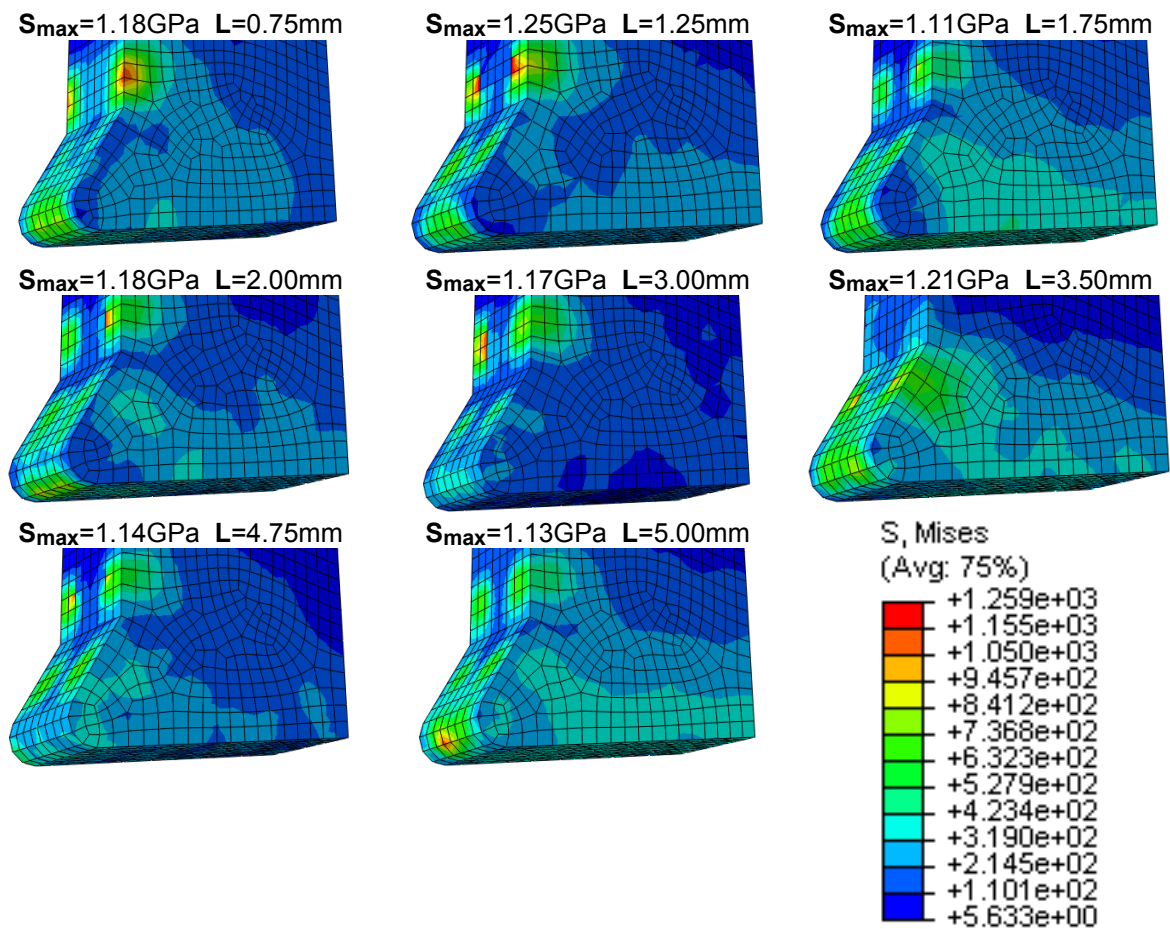 Smax=1.18GPa L=0.75mm
Smax=1.25GPa L=1.25mm
Smax=1.11GPa L=1.75mm
Smax=1.18GPa L=2.00mm
Smax=1.17GPa L=3.00mm
Smax=1.21GPa L=3.50mm
Smax=1.14GPa L=4.75mm
Smax=1.13GPa L=5.00mm
S, Mises
(Avg: 75%)
+1.259e+03
+1.155e+03
+1.050e+03
+9.457e+02
+8.412e+02
+7.368e+02
+6.323e+02
+5.279e+02
+4.234e+02
+3.190e+02
+2.145e+02
+1.101e+02
+5.633e+00